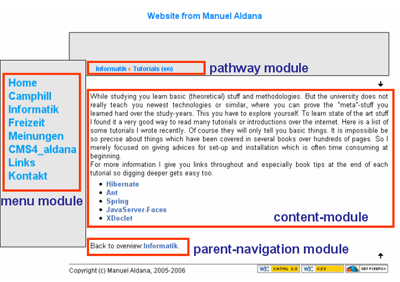 Website from Manuel Aldana
Informatik › Tutorials (en)
pathway module
Home
Camphill
Informatik
Freizeit
Meinungen
CMS4_aldana
Links
Kontakt
menu module
While studying you learn basic (theoretical) stuff and methodologies. But the university does not
really teach you newest technologies or similar, where you can prove the "meta"-stuff you
learned hard over the study-years. This you have to explore yourself. To learn state of the art stuff
I found it a very good way to read many tutorials or introductions over the internet. Here is a list of
some tutorials I wrote recently. Of course they will only tell you basic things. It is impossible be
so precise about things which have been covered in several books over hundreds of pages. So I
merely focused on giving advices for set-up and installation which is often time consuming at
beginning.
For more information I give you links throughout and especially book tips at the end of each
tutorial so digging deeper gets easy too.
Hibernate
Ant
Spring
JavaServer-Faces
XDoclet
content-module
Back to overview Informatik.
parent-navigation module
Copyright (c) Manuel Aldana, 2005-2006
W3C XHTML 1.0
W3C CSS
GET FIREFOX